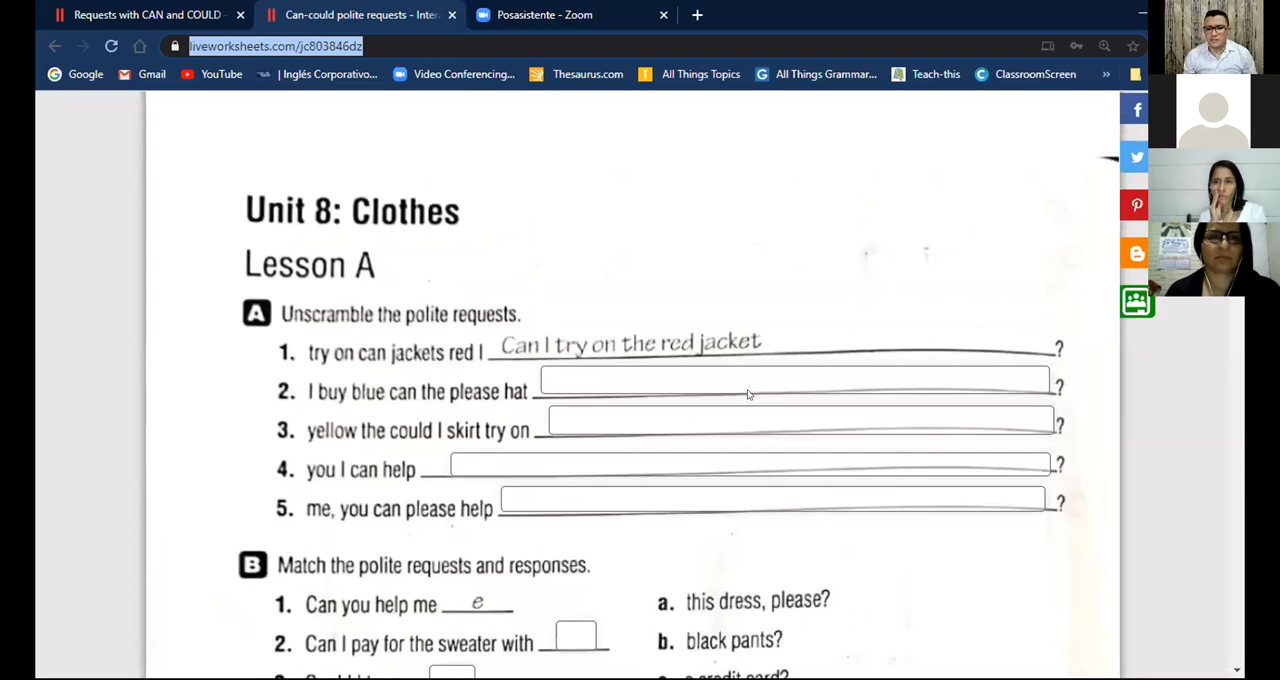 Requests with CAN and COULD -
Can-could polite requests - Inter
Posasistente - Zoom
liveworksheets.com/jc803846dz
Google
Gmail
YouTube
| Inglés Corporativo...
Video Conferencing...
Thesaurus.com
All Things Topics
All Things Grammar...
Teach-this
ClassroomScreen
»
Unit 8: Clothes
Lesson A
A Unscramble the polite requests.
1. try on can jackets red I Can I try on the red jacket ?
2. I buy blue can the please hat ?
3. yellow the could I skirt try on ?
4. you I can help ?
5. me, you can please help ?
B Match the polite requests and responses.
1. Can you help me e
a. this dress, please?
2. Can I pay for the sweater with
b. black pants?
a credit card?